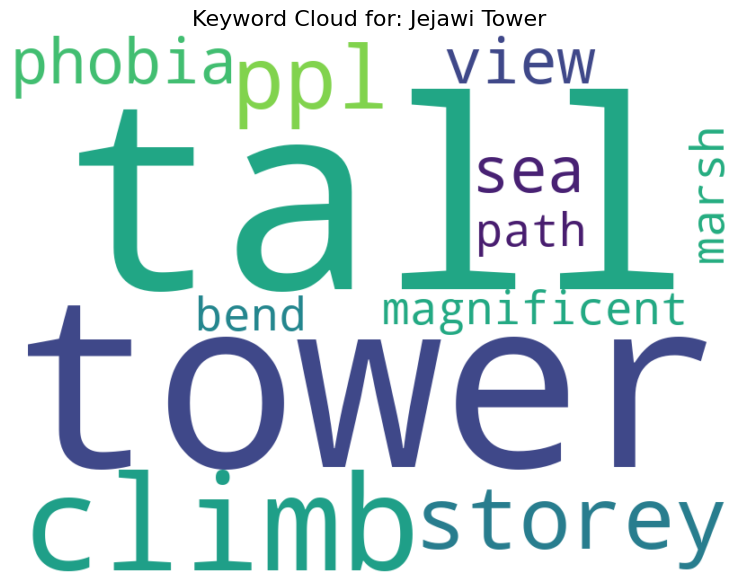 Keyword Cloud for: Jejawi Tower
phobia ppl view
tall
sea
path
marsh
bend magnificent
tower
climb storey